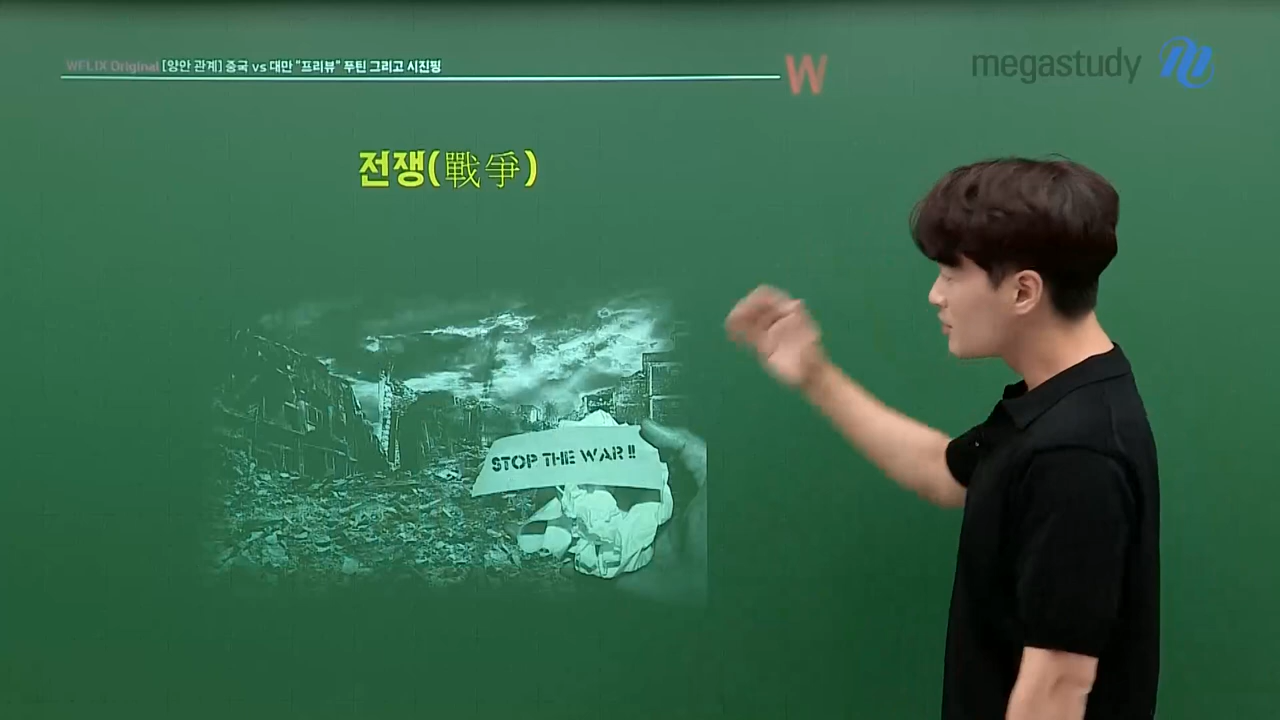 WFLIX Original [양안 관계] 중국 vs 대만 "프리뷰" 푸틴 그리고 시진핑
W
megastudy
전쟁(戰爭)
STOP THE WAR!!